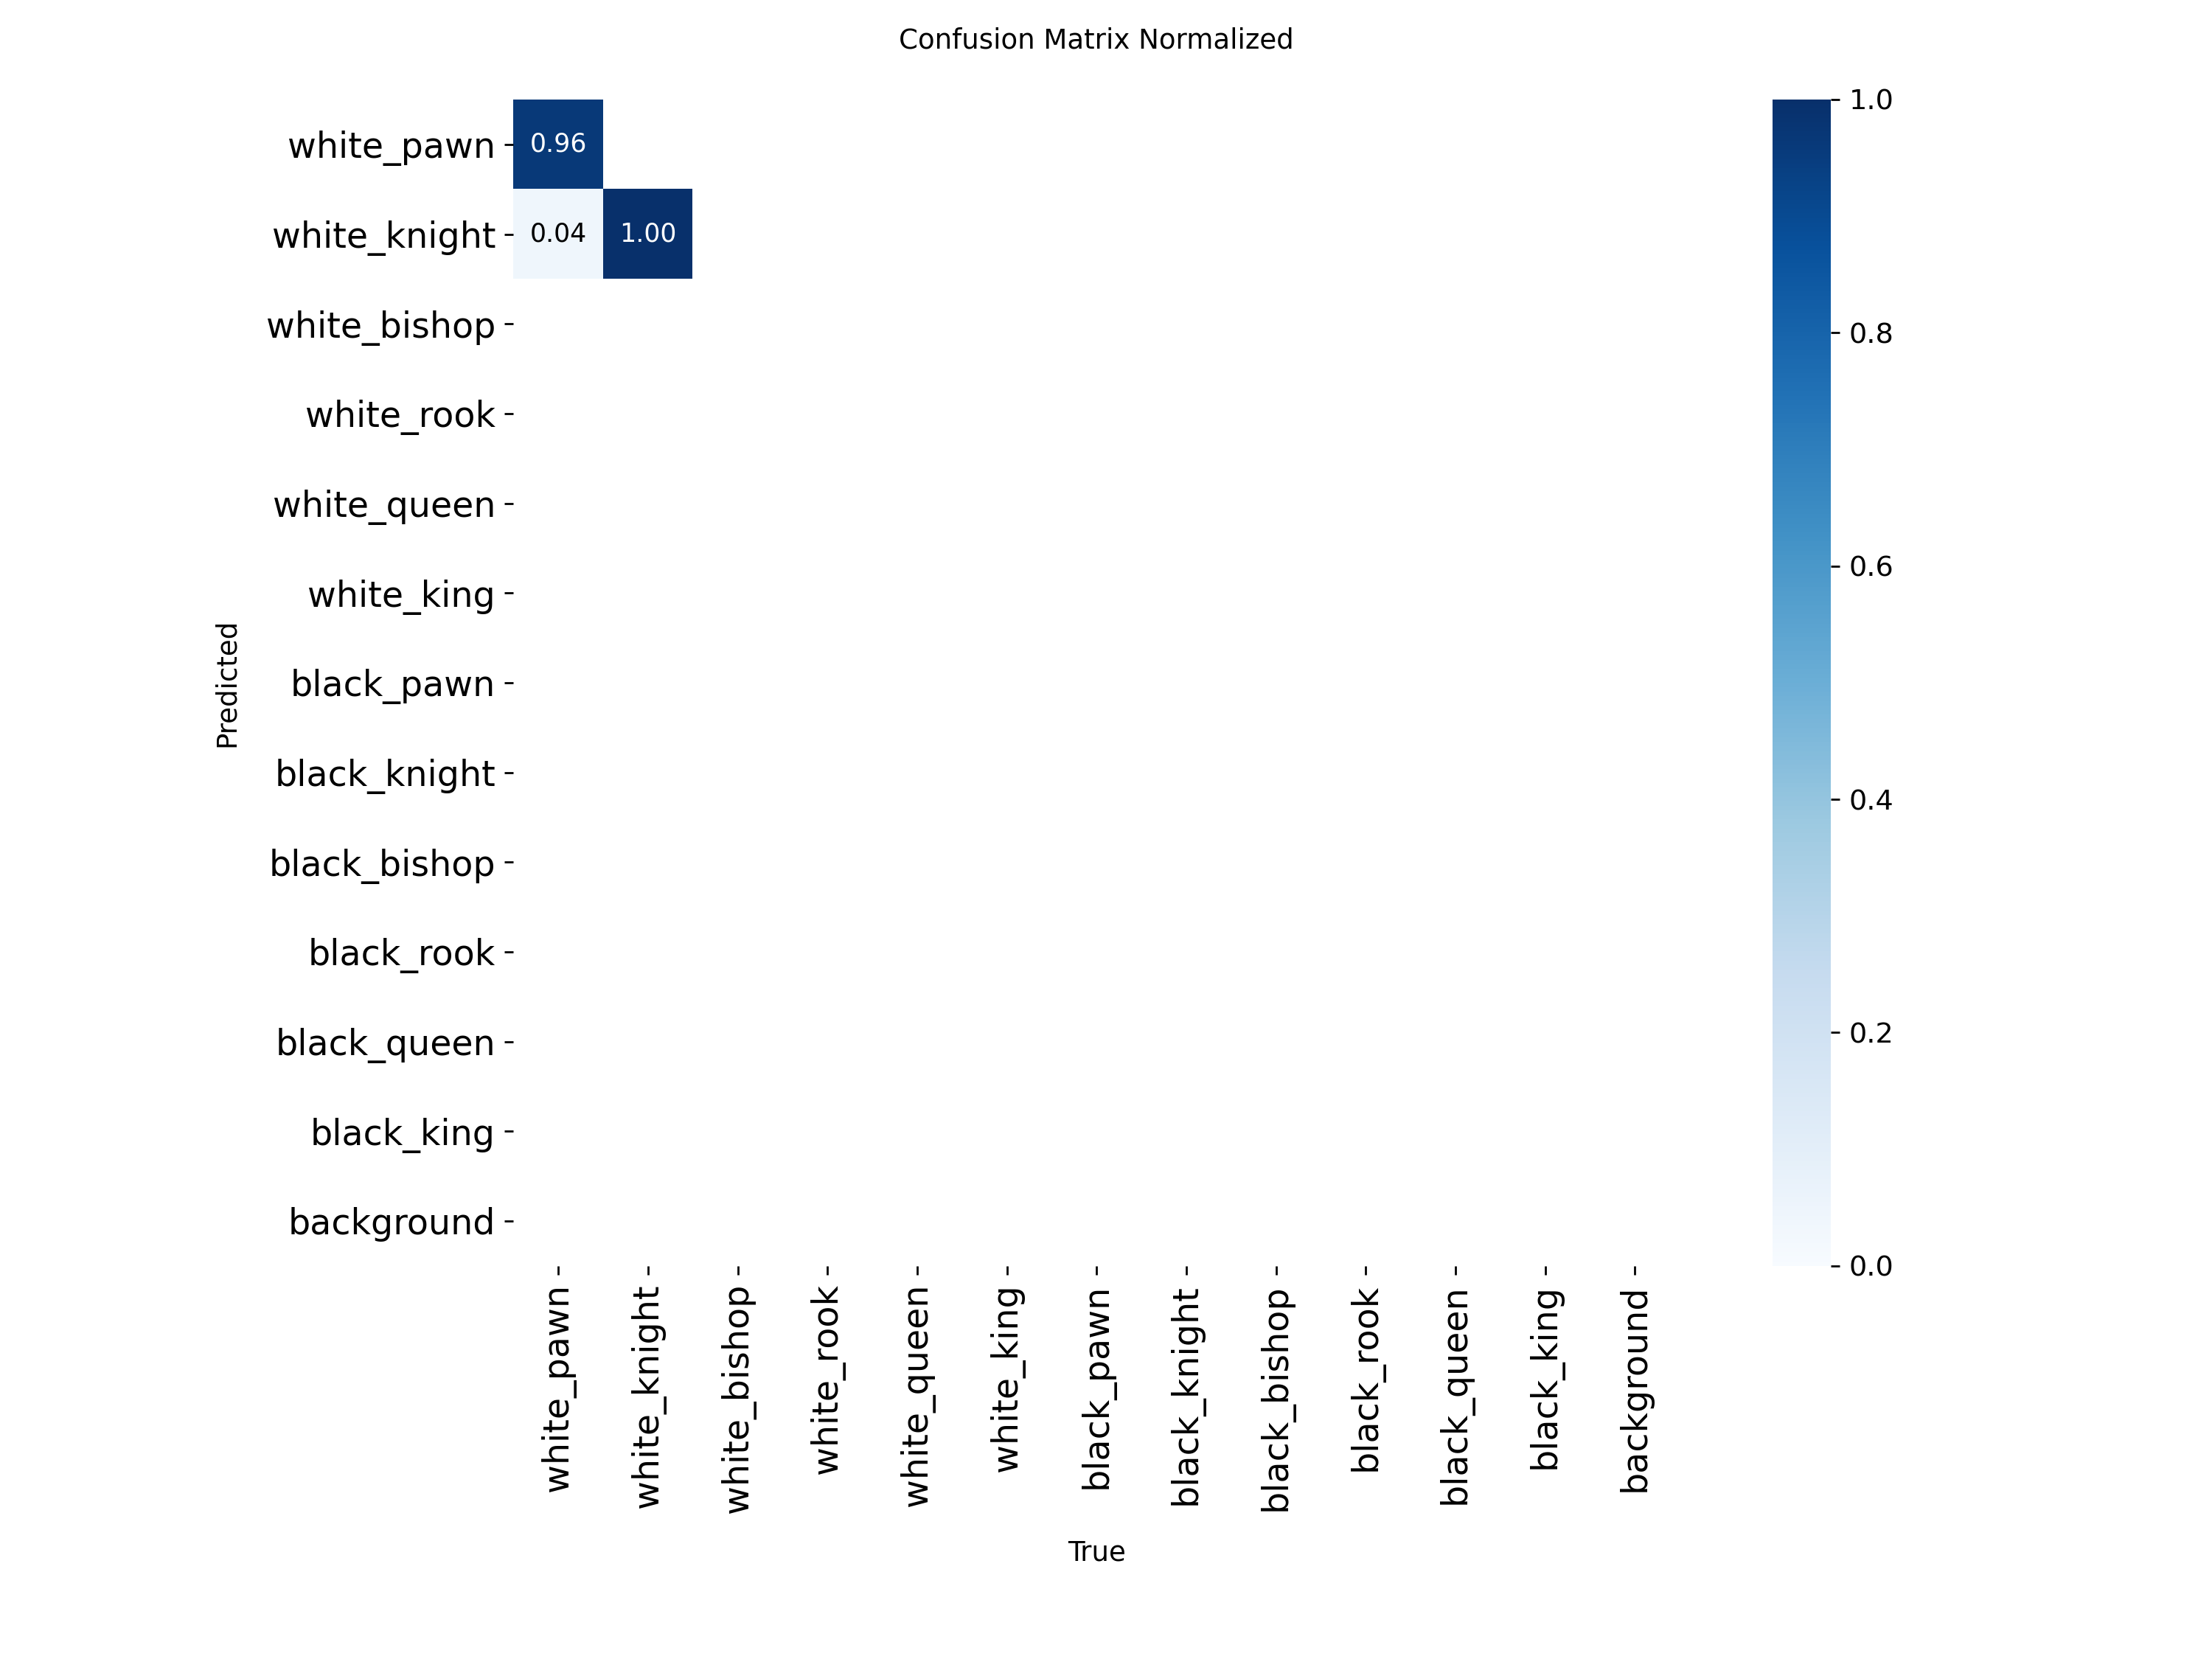 Confusion Matrix Normalized
white_pawn
white_knight
white_bishop
white_rook
white_queen
white_king
black_pawn
black_knight
black_bishop
black_rook
black_queen
black_king
background
Predicted
0.96
0.04 1.00
white_pawn
white_knight
white_bishop
white_rook
white_queen
white_king
black_pawn
black_knight
black_bishop
black_rook
black_queen
black_king
background
True
1.0
0.8
0.6
0.4
0.2
0.0